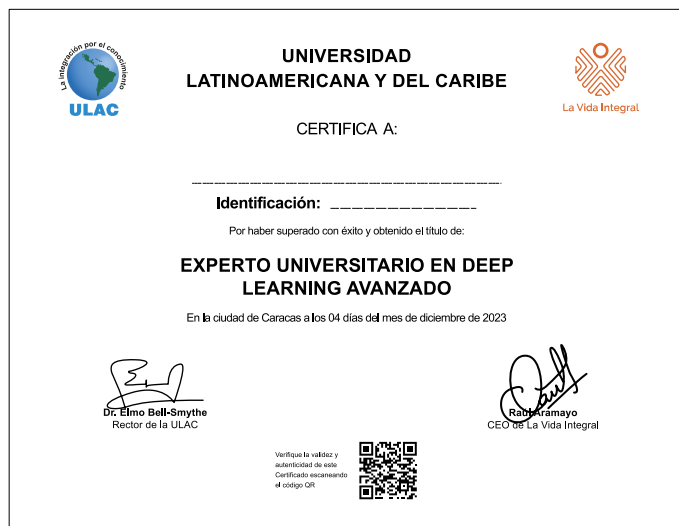 La integración por el conocimiento
ULAC
UNIVERSIDAD
LATINOAMERICANA Y DEL CARIBE
La Vida Integral
CERTIFICA A:
Identificación:
Por haber superado con éxito y obtenido el título de:
EXPERTO UNIVERSITARIO EN DEEP
LEARNING AVANZADO
En la ciudad de Caracas a los 04 días del mes de diciembre de 2023
Dr. Elmo Bell-Smythe
Rector de la ULAC
Raúl Aramayo
CEO de La Vida Integral
Verifique la validez y
autenticidad de este
Certificado escaneando
el código QR